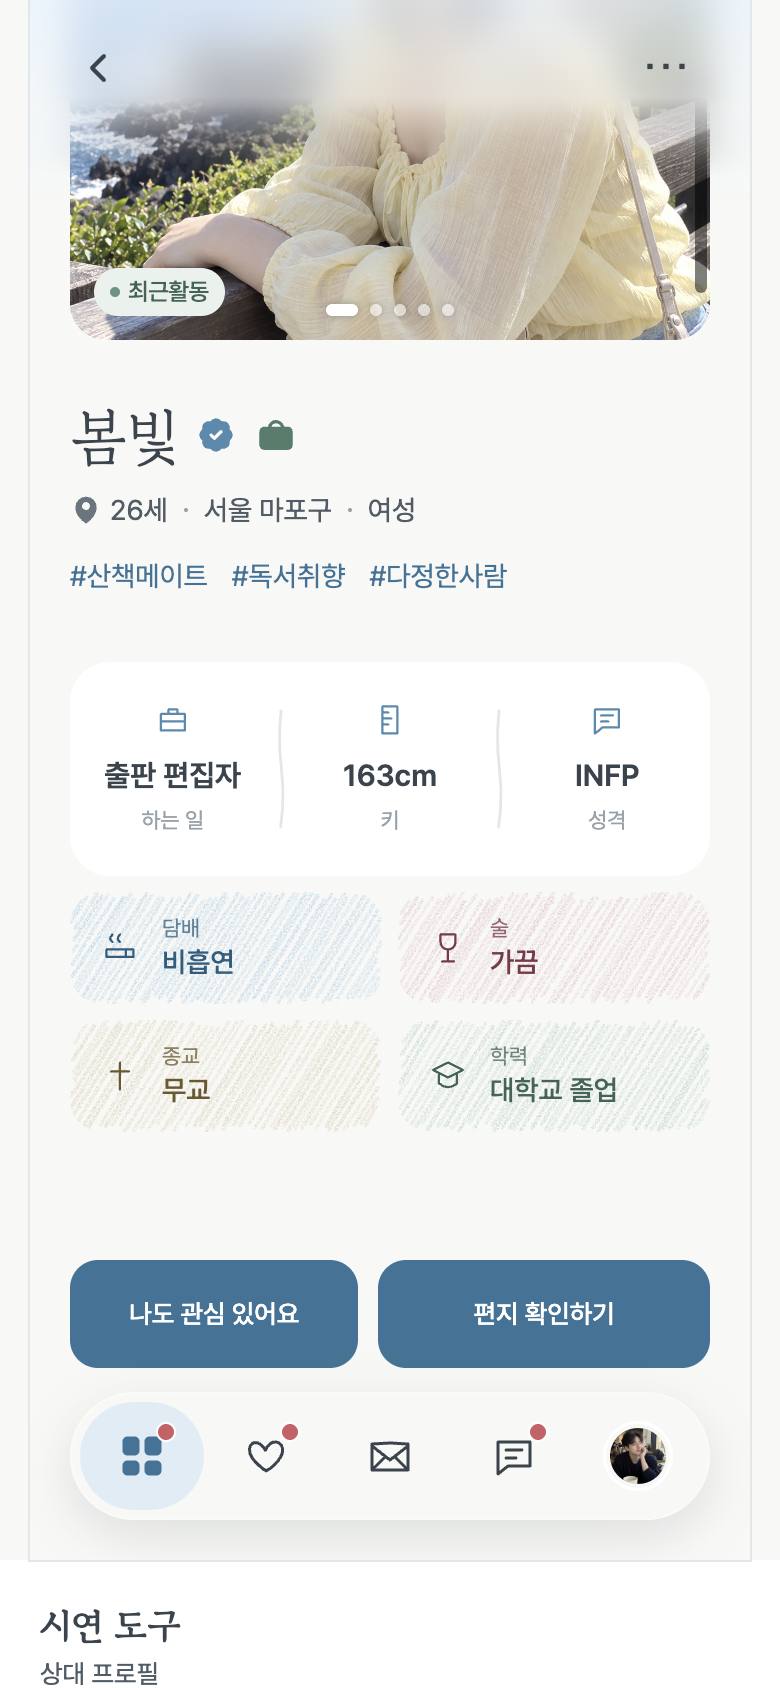 최근활동
봄빛
26세 · 서울 마포구 · 여성
#산책메이트 #독서취향 #다정한사람
출판 편집자 163cm INFP
하는 일 키 성격
담배 술
비흡연 가끔
종교 학력
무교 대학교 졸업
나도 관심 있어요 편지 확인하기
시연 도구
상대 프로필